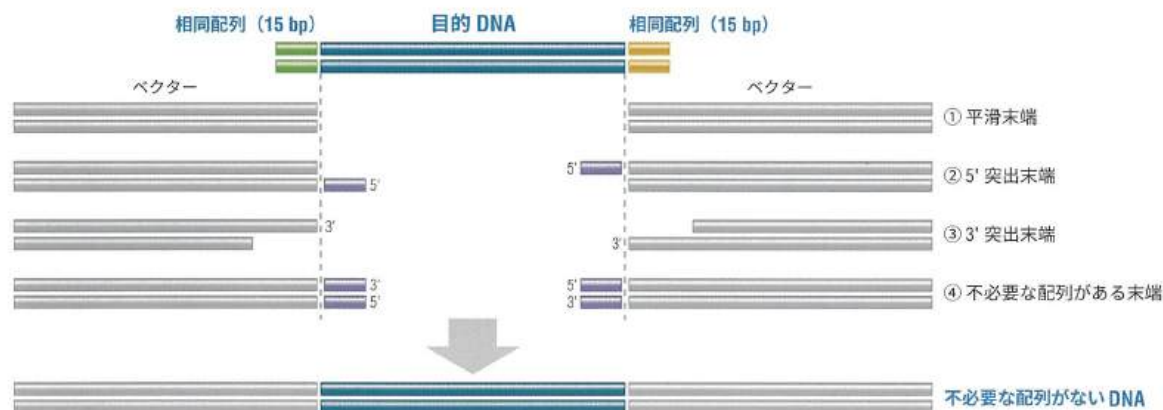 相同配列（15 bp）
目的 DNA
相同配列（15 bp）
ベクター
ベクター
① 平滑末端
5'
② 5' 突出末端
5'
3'
③ 3' 突出末端
3'
3'
5'
④ 不必要な配列がある末端
5'
3'
不必要な配列がない DNA